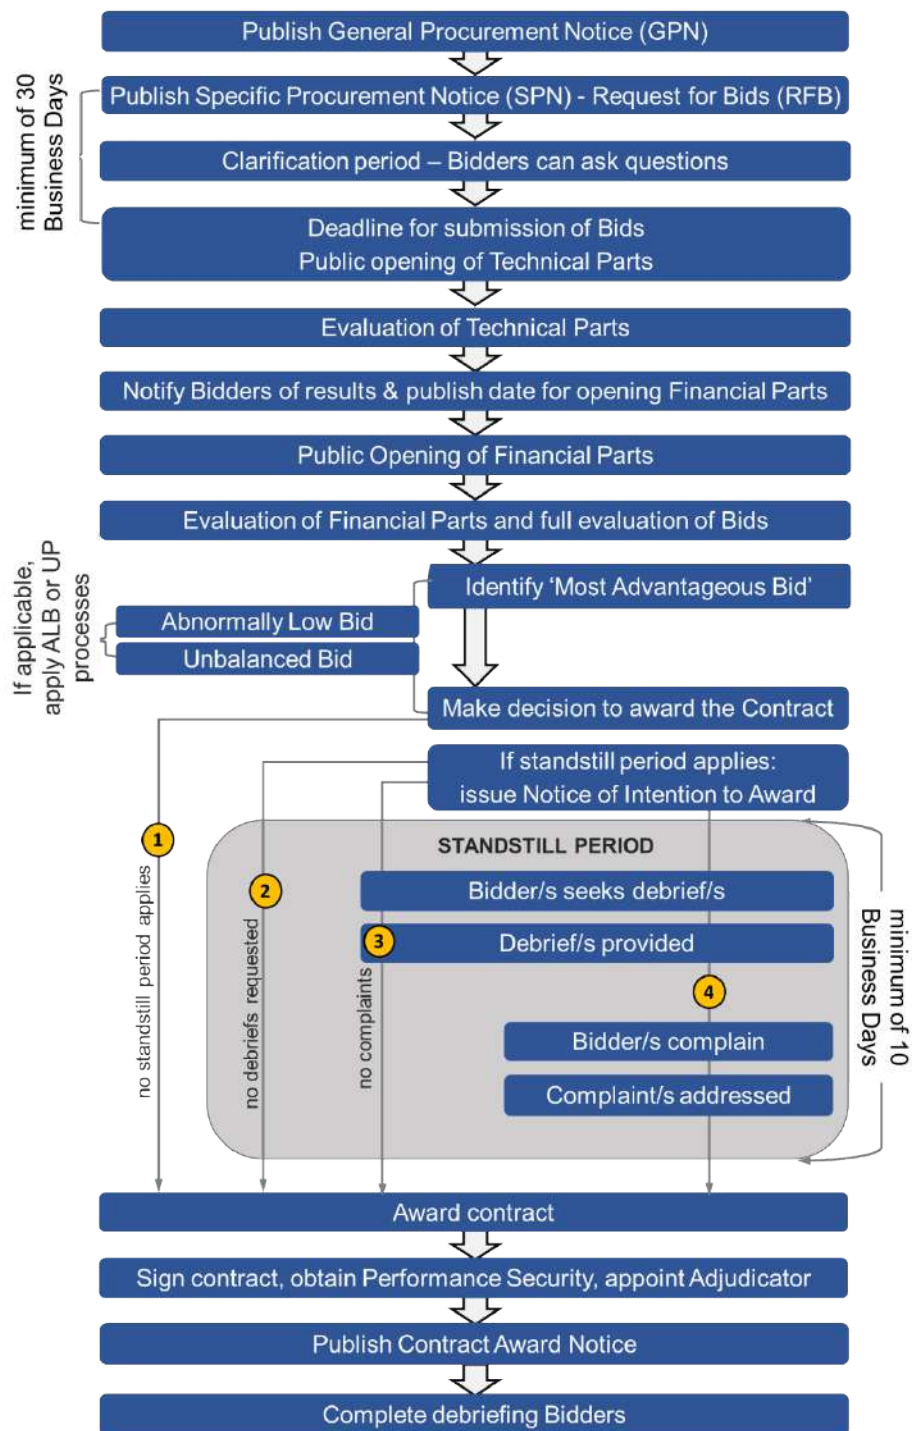 Publish General Procurement Notice (GPN)
minimum of 30
Business Days
Publish Specific Procurement Notice (SPN) - Request for Bids (RFB)
Clarification period – Bidders can ask questions
Deadline for submission of Bids
Public opening of Technical Parts
Evaluation of Technical Parts
Notify Bidders of results & publish date for opening Financial Parts
Public Opening of Financial Parts
Evaluation of Financial Parts and full evaluation of Bids
If applicable,
apply ALB or UP
processes
Identify ‘Most Advantageous Bid’
Abnormally Low Bid
Unbalanced Bid
Make decision to award the Contract
If standstill period applies:
issue Notice of Intention to Award
1
no standstill period applies
STANDSTILL PERIOD
2
no debriefs requested
Bidder/s seeks debrief/s
3
Debrief/s provided
no complaints
4
Bidder/s complain
Complaint/s addressed
minimum of 10
Business Days
Award contract
Sign contract, obtain Performance Security, appoint Adjudicator
Publish Contract Award Notice
Complete debriefing Bidders